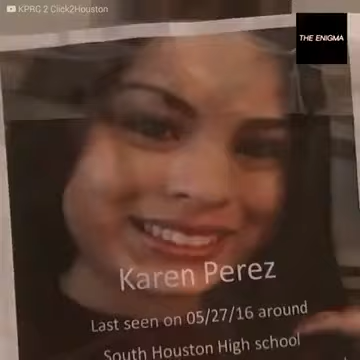 KPRC 2 Click2Houston
THE ENIGMA
Karen Perez
Last seen on 05/27/16 around
South Houston High school